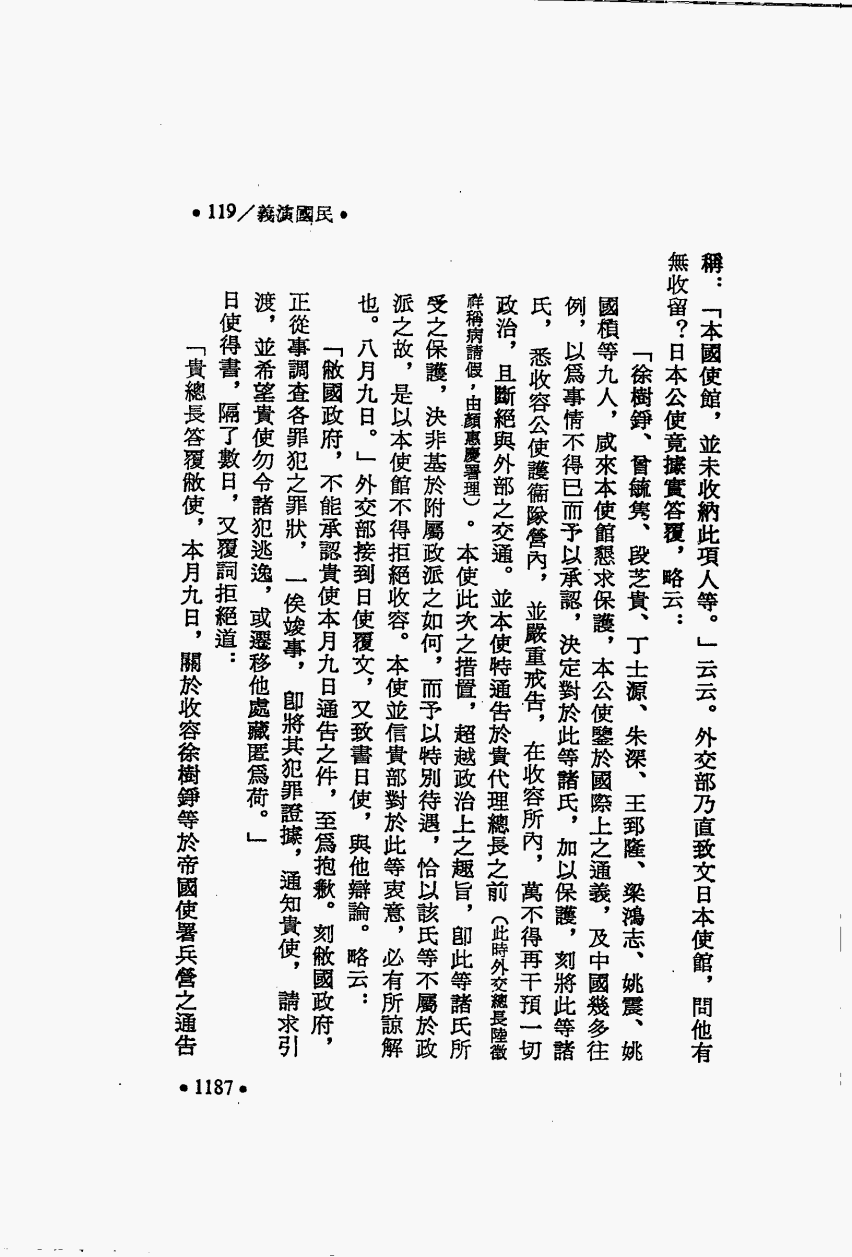 •119／義演國民•
稱：「本國使館，並未收納此項人等。」云云。外交部乃直致文日本使館，問他有
無收留？日本公使竟據實答覆，略云：
「徐樹錚、曾毓雋、段芝貴、丁士源、朱深、王郅隆、梁鴻志、姚震、姚
國楨等九人，咸來本使館懇求保護，本公使鑒於國際上之通義，及中國幾多往
例，以爲事情不得已而予以承認，決定對於此等諸氏，加以保護，刻將此等諸
氏，悉收容公使護衞隊營內，並嚴重戒告，在收容所內，萬不得再干預一切
政治，且斷絕與外部之交通。並本使特通告於貴代理總長之前（此時外交總長陸徵
祥稱病請假，由顏惠慶署理）。本使此次之措置，超越政治上之趣旨，卽此等諸氏所
受之保護，決非基於附屬政派之如何，而予以特別待遇，恰以該氏等不屬於政
派之故，是以本使館不得拒絕收容。本使並信貴部對於此等衷意，必有所諒解
也。八月九日。」外交部接到日使覆文，又致書日使，與他辯論。略云：
「敝國政府，不能承認貴使本月九日通告之件，至爲抱歉。刻敝國政府，
正從事調查各罪犯之罪狀，一俟竣事，卽將其犯罪證據，通知貴使，請求引
渡，並希望貴使勿令諸犯逃逸，或遷移他處藏匿爲荷。」
日使得書，隔了數日，又覆詞拒絕道：
「貴總長答覆敝使，本月九日，關於收容徐樹錚等於帝國使署兵營之通告
•1187•